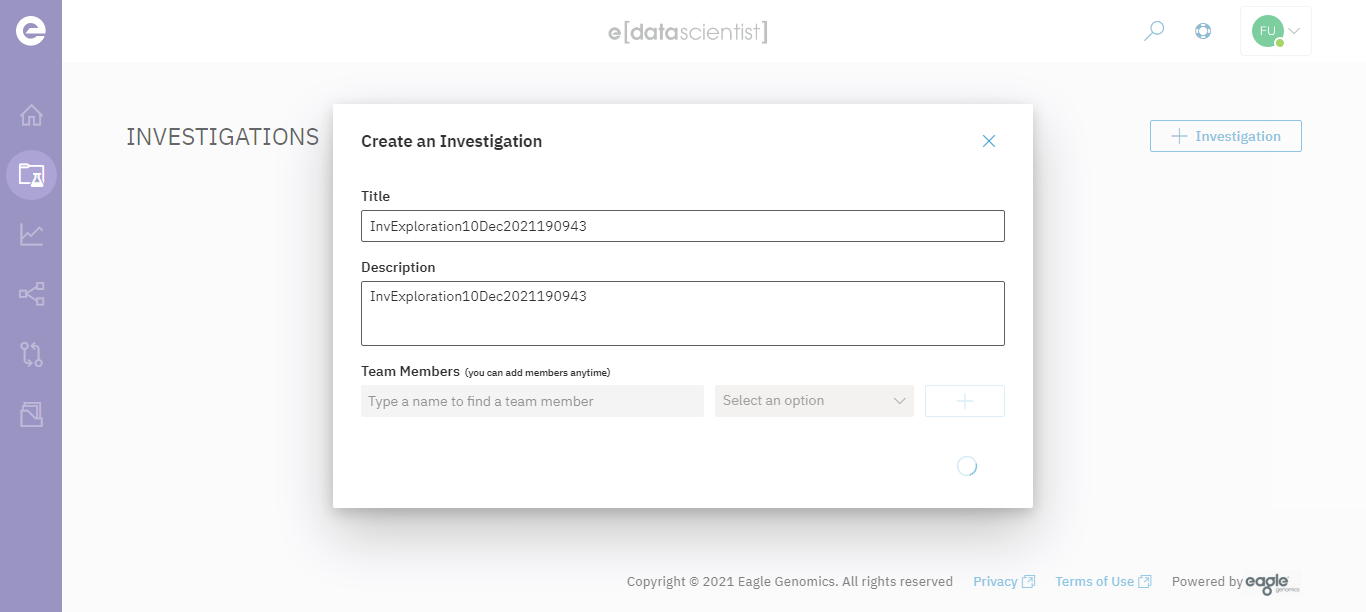 e[datascientist]
FU
INVESTIGATIONS
Investigation
Create an Investigation
Title
InvExploration10Dec2021190943
Description
InvExploration10Dec2021190943
Team Members (you can add members anytime)
Type a name to find a team member
Select an option
Copyright © 2021 Eagle Genomics. All rights reserved Privacy Terms of Use Powered by eagle genomics